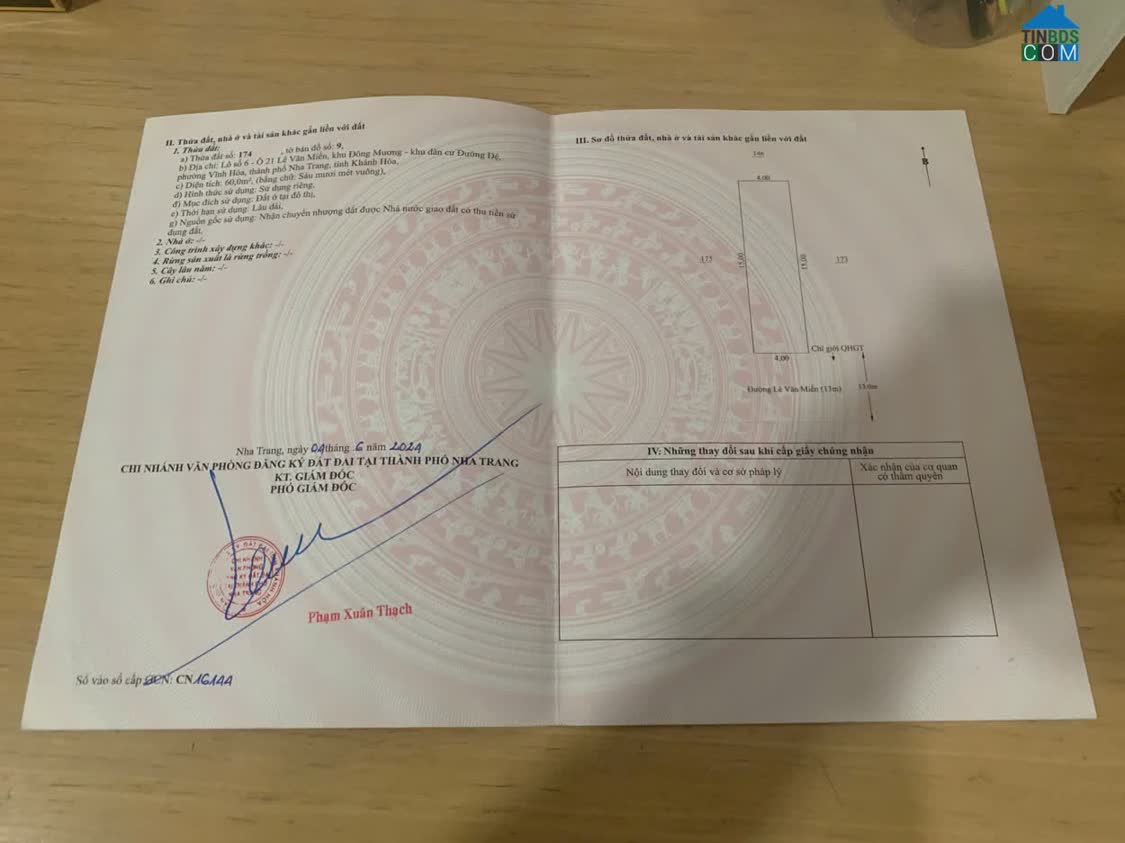 TINBDS
COM
II. Thửa đất, nhà ở và tài sản khác gắn liền với đất
1. Thửa đất:
a) Thửa đất số: 174 , tờ bản đồ số: 9,
b) Địa chỉ: Lô số 6 - Ô 21 Lê Văn Miến, khu Đồng Mương - khu dân cư Đường Đệ,
phường Vĩnh Hòa, thành phố Nha Trang, tỉnh Khánh Hòa,
c) Diện tích: 60,0m², (bằng chữ: Sáu mươi mét vuông),
d) Hình thức sử dụng: Sử dụng riêng,
đ) Mục đích sử dụng: Đất ở tại đô thị,
e) Thời hạn sử dụng: Lâu dài,
g) Nguồn gốc sử dụng: Nhận chuyển nhượng đất được Nhà nước giao đất có thu tiền sử
dụng đất,
2. Nhà ở: -/-
3. Công trình xây dựng khác: -/-
4. Rừng sản xuất là rừng trồng: -/-
5. Cây lâu năm: -/-
6. Ghi chú: -/-
Nha Trang, ngày 04 tháng 6 năm 2024
CHI NHÁNH VĂN PHÒNG ĐĂNG KÝ ĐẤT ĐAI TẠI THÀNH PHỐ NHA TRANG
KT. GIÁM ĐỐC
PHÓ GIÁM ĐỐC
Phạm Xuân Thạch
Số vào sổ cấp GCN: CN16144
III. Sơ đồ thửa đất, nhà ở và tài sản khác gắn liền với đất
B
4.00
175
15.00
15.00
173
4.00
Chỉ giới QHGT
Đường Lê Văn Miến (13m)
13.0m
IV: Những thay đổi sau khi cấp giấy chứng nhận
Nội dung thay đổi và cơ sở pháp lý
Xác nhận của cơ quan
có thẩm quyền